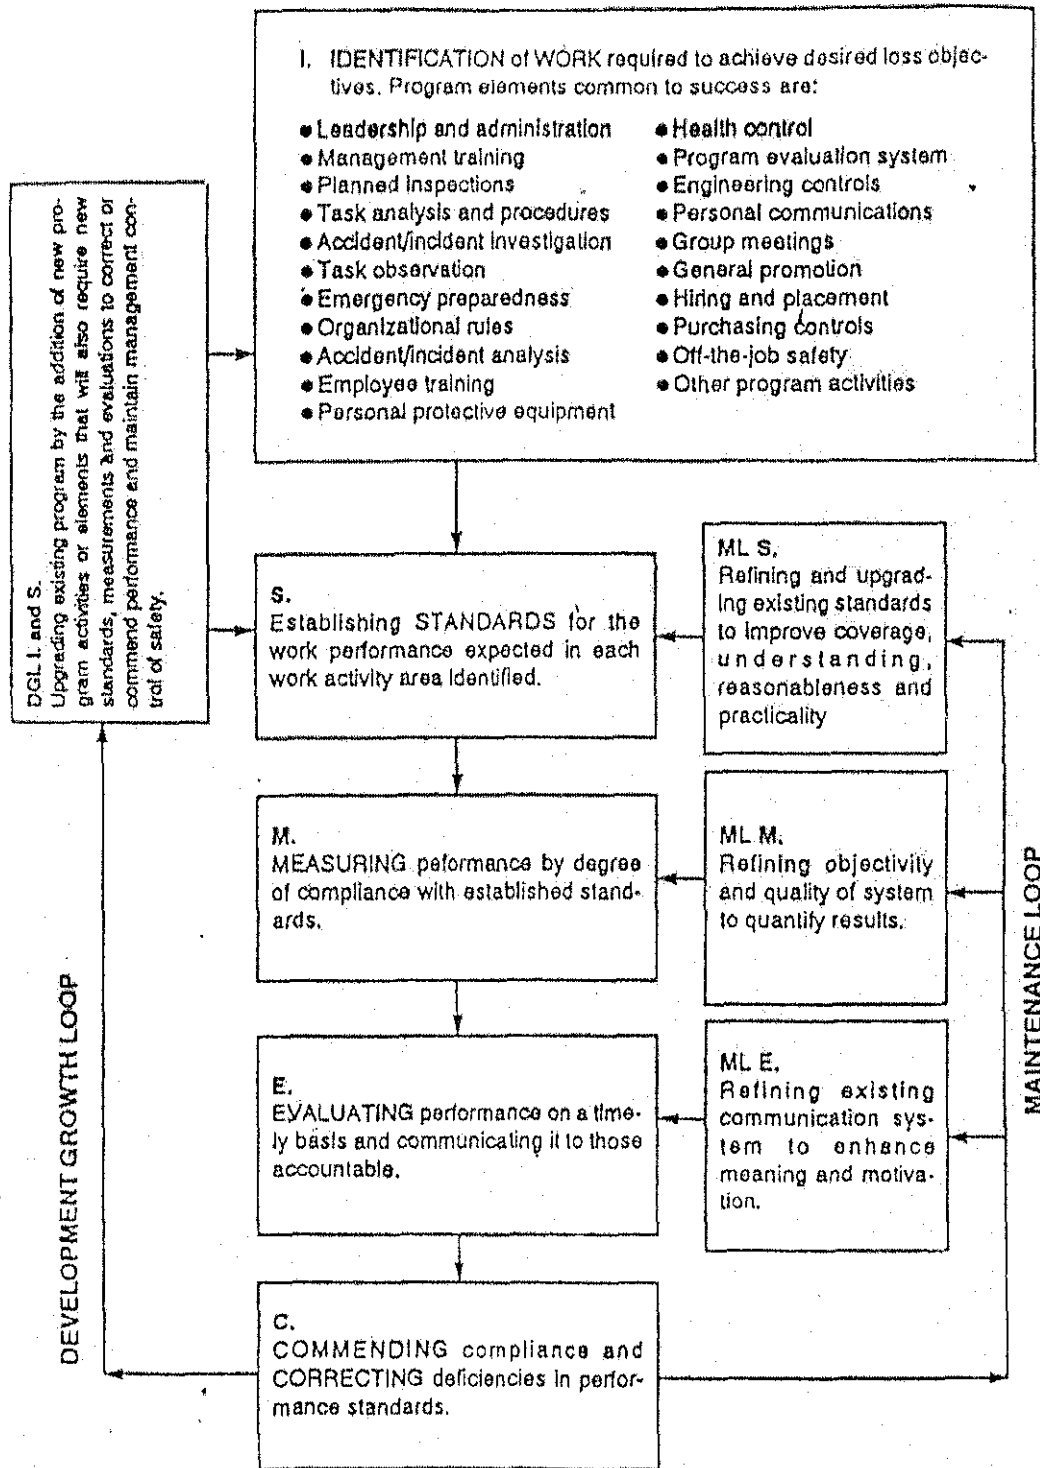 I. IDENTIFICATION of WORK required to achieve desired loss objec-
tives. Program elements common to success are:
● Leadership and administration
● Management training
● Planned Inspections
● Task analysis and procedures
● Accident/incident investigation
● Task observation
● Emergency preparedness
● Organizational rules
● Accident/incident analysis
● Employee training
● Personal protective equipment
● Health control
● Program evaluation system
● Engineering controls
● Personal communications
● Group meetings
● General promotion
● Hiring and placement
● Purchasing controls
● Off-the-job safety
● Other program activities
DGL I. and S.
Upgrading existing program by the addition of new pro-
gram activities or elements that will also require new
standards, measurements and evaluations to correct or
commend performance and maintain management con-
trol of safety.
S.
Establishing STANDARDS for the
work performance expected in each
work activity area identified.
ML S.
Refining and upgrad-
ing existing standards
to improve coverage,
understanding,
reasonableness and
practicality
M.
MEASURING peformance by degree
of compliance with established stand-
ards.
ML M.
Refining objectivity
and quality of system
to quantify results.
E.
EVALUATING performance on a time-
ly basis and communicating it to those
accountable.
ML E.
Refining existing
communication sys-
tem to enhance
meaning and motiva-
tion.
C.
COMMENDING compliance and
CORRECTING deficiencies in perfor-
mance standards.
DEVELOPMENT GROWTH LOOP
MAINTENANCE LOOP